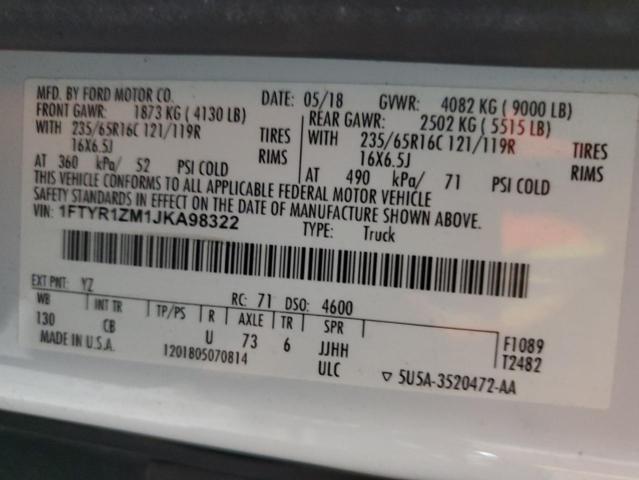 MFD. BY FORD MOTOR CO. DATE: 05/18 GVWR: 4082 KG ( 9000 LB)
FRONT GAWR: 1873 KG ( 4130 LB) REAR GAWR: 2502 KG ( 5515 LB)
WITH 235/65R16C 121/119R TIRES WITH 235/65R16C 121/119R TIRES
16X6.5J RIMS 16X6.5J RIMS
AT 360 kPa/ 52 PSI COLD AT 490 kPa/ 71 PSI COLD
THIS VEHICLE CONFORMS TO ALL APPLICABLE FEDERAL MOTOR VEHICLE
SAFETY STANDARDS IN EFFECT ON THE DATE OF MANUFACTURE SHOWN ABOVE.
VIN: 1FTYR1ZM1JKA98322 TYPE: Truck
EXT PNT: YZ RC: 71 DSO: 4600
WB INT TR TP/PS R AXLE TR SPR F1089
130 CB U 73 6 JJHH T2482
MADE IN U.S.A. 1201805070814 ULC ▽ 5U5A-3520472-AA